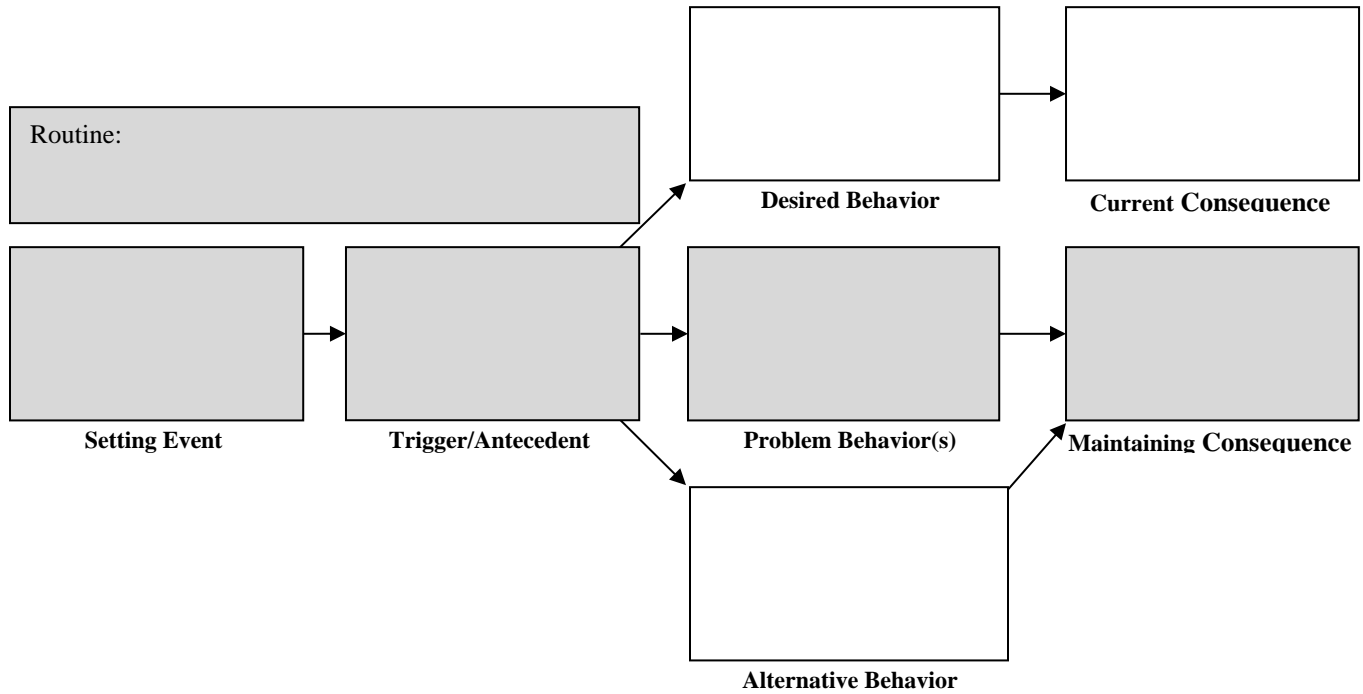 Routine:
Desired Behavior
Current Consequence
Setting Event
Trigger/Antecedent
Problem Behavior(s)
Maintaining Consequence
Alternative Behavior